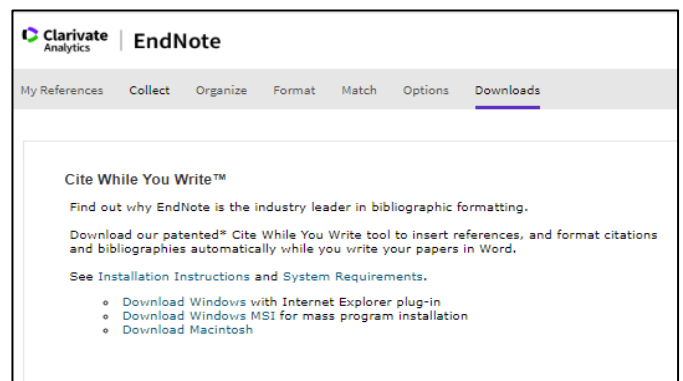 Clarivate
Analytics
EndNote
My References Collect Organize Format Match Options Downloads
Cite While You Write™
Find out why EndNote is the industry leader in bibliographic formatting.
Download our patented* Cite While You Write tool to insert references, and format citations
and bibliographies automatically while you write your papers in Word.
See Installation Instructions and System Requirements.
Download Windows with Internet Explorer plug-in
Download Windows MSI for mass program installation
Download Macintosh